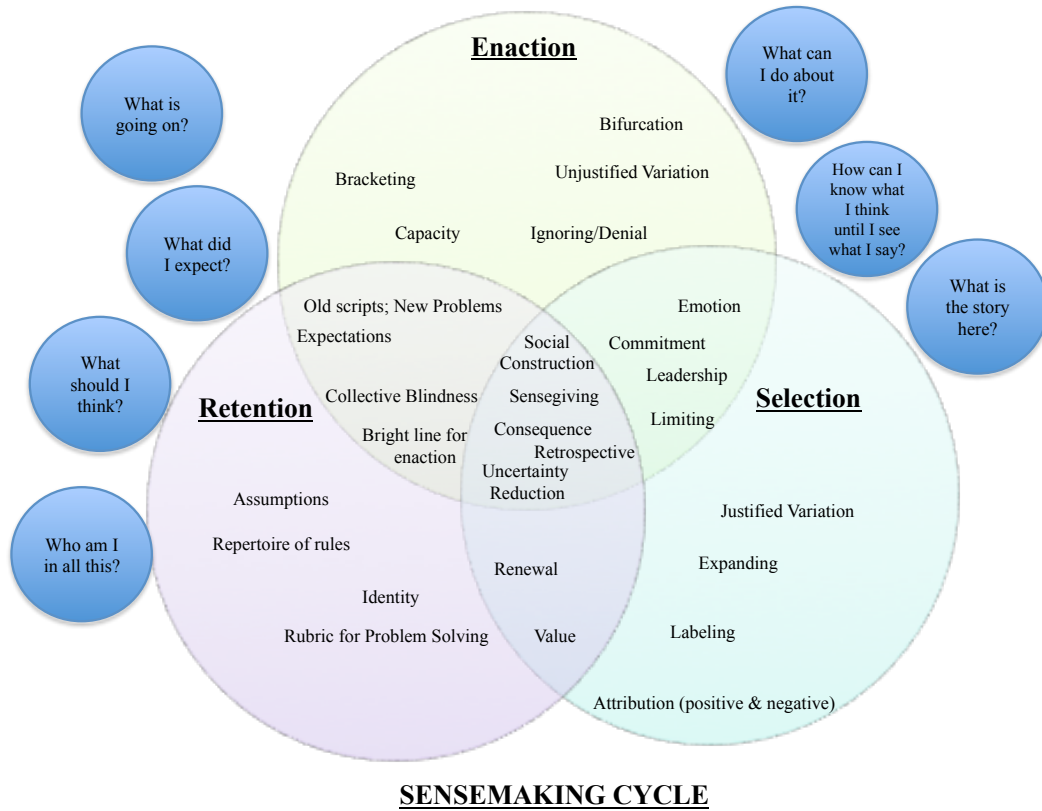 Enaction
What can
I do about
it?
What is
going on?
Bifurcation
Bracketing
Unjustified Variation
How can I
know what
I think
until I see
what I say?
What did
I expect?
Capacity
Ignoring/Denial
What is
the story
here?
Old scripts; New Problems
Expectations
Emotion
Social
Construction
Commitment
What
should I
think?
Leadership
Retention
Collective Blindness
Sensegiving
Selection
Limiting
Bright line for
enaction
Consequence
Retrospective
Uncertainty
Reduction
Assumptions
Justified Variation
Who am I
in all this?
Repertoire of rules
Expanding
Renewal
Identity
Rubric for Problem Solving
Value
Labeling
Attribution (positive & negative)
SENSEMAKING CYCLE